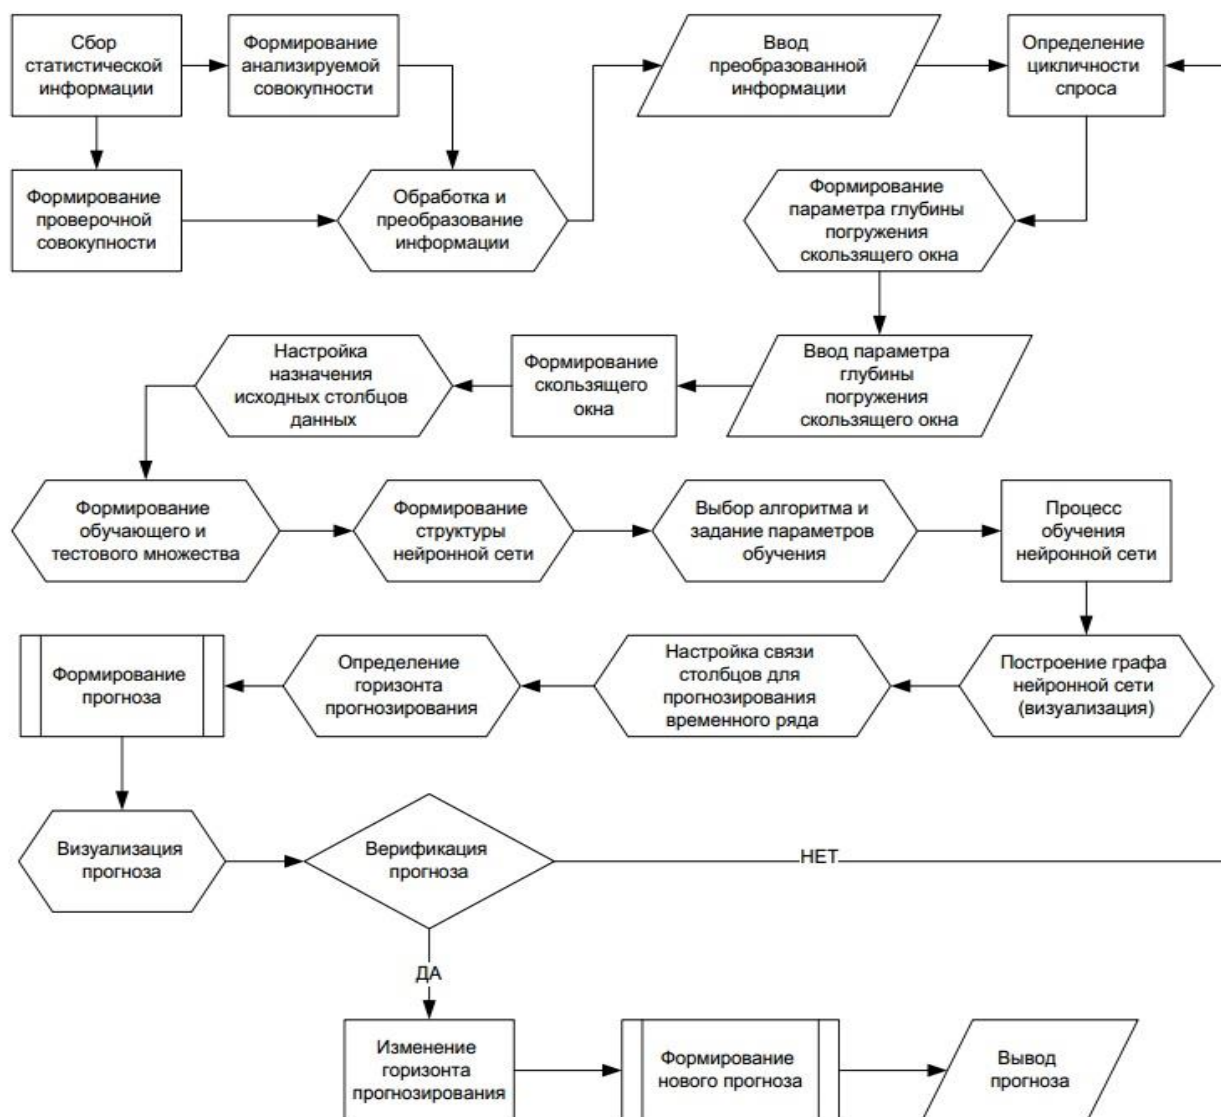 Сбор
статистической
информации
Формирование
анализируемой
совокупности
Ввод
преобразованной
информации
Определение
цикличности
спроса
Формирование
проверочной
совокупности
Обработка и
преобразование
информации
Формирование
параметра глубины
погружения
скользящего окна
Настройка
назначения
исходных столбцов
данных
Формирование
скользящего
окна
Ввод параметра
глубины
погружения
скользящего окна
Формирование
обучающего и
тестового множества
Формирование
структуры
нейронной сети
Выбор алгоритма и
задание параметров
обучения
Процесс
обучения
нейронной сети
Формирование
прогноза
Определение
горизонта
прогнозирования
Настройка связи
столбцов для
прогнозирования
временного ряда
Построение графа
нейронной сети
(визуализация)
Визуализация
прогноза
Верификация
прогноза
НЕТ
ДА
Изменение
горизонта
прогнозирования
Формирование
нового прогноза
Вывод
прогноза